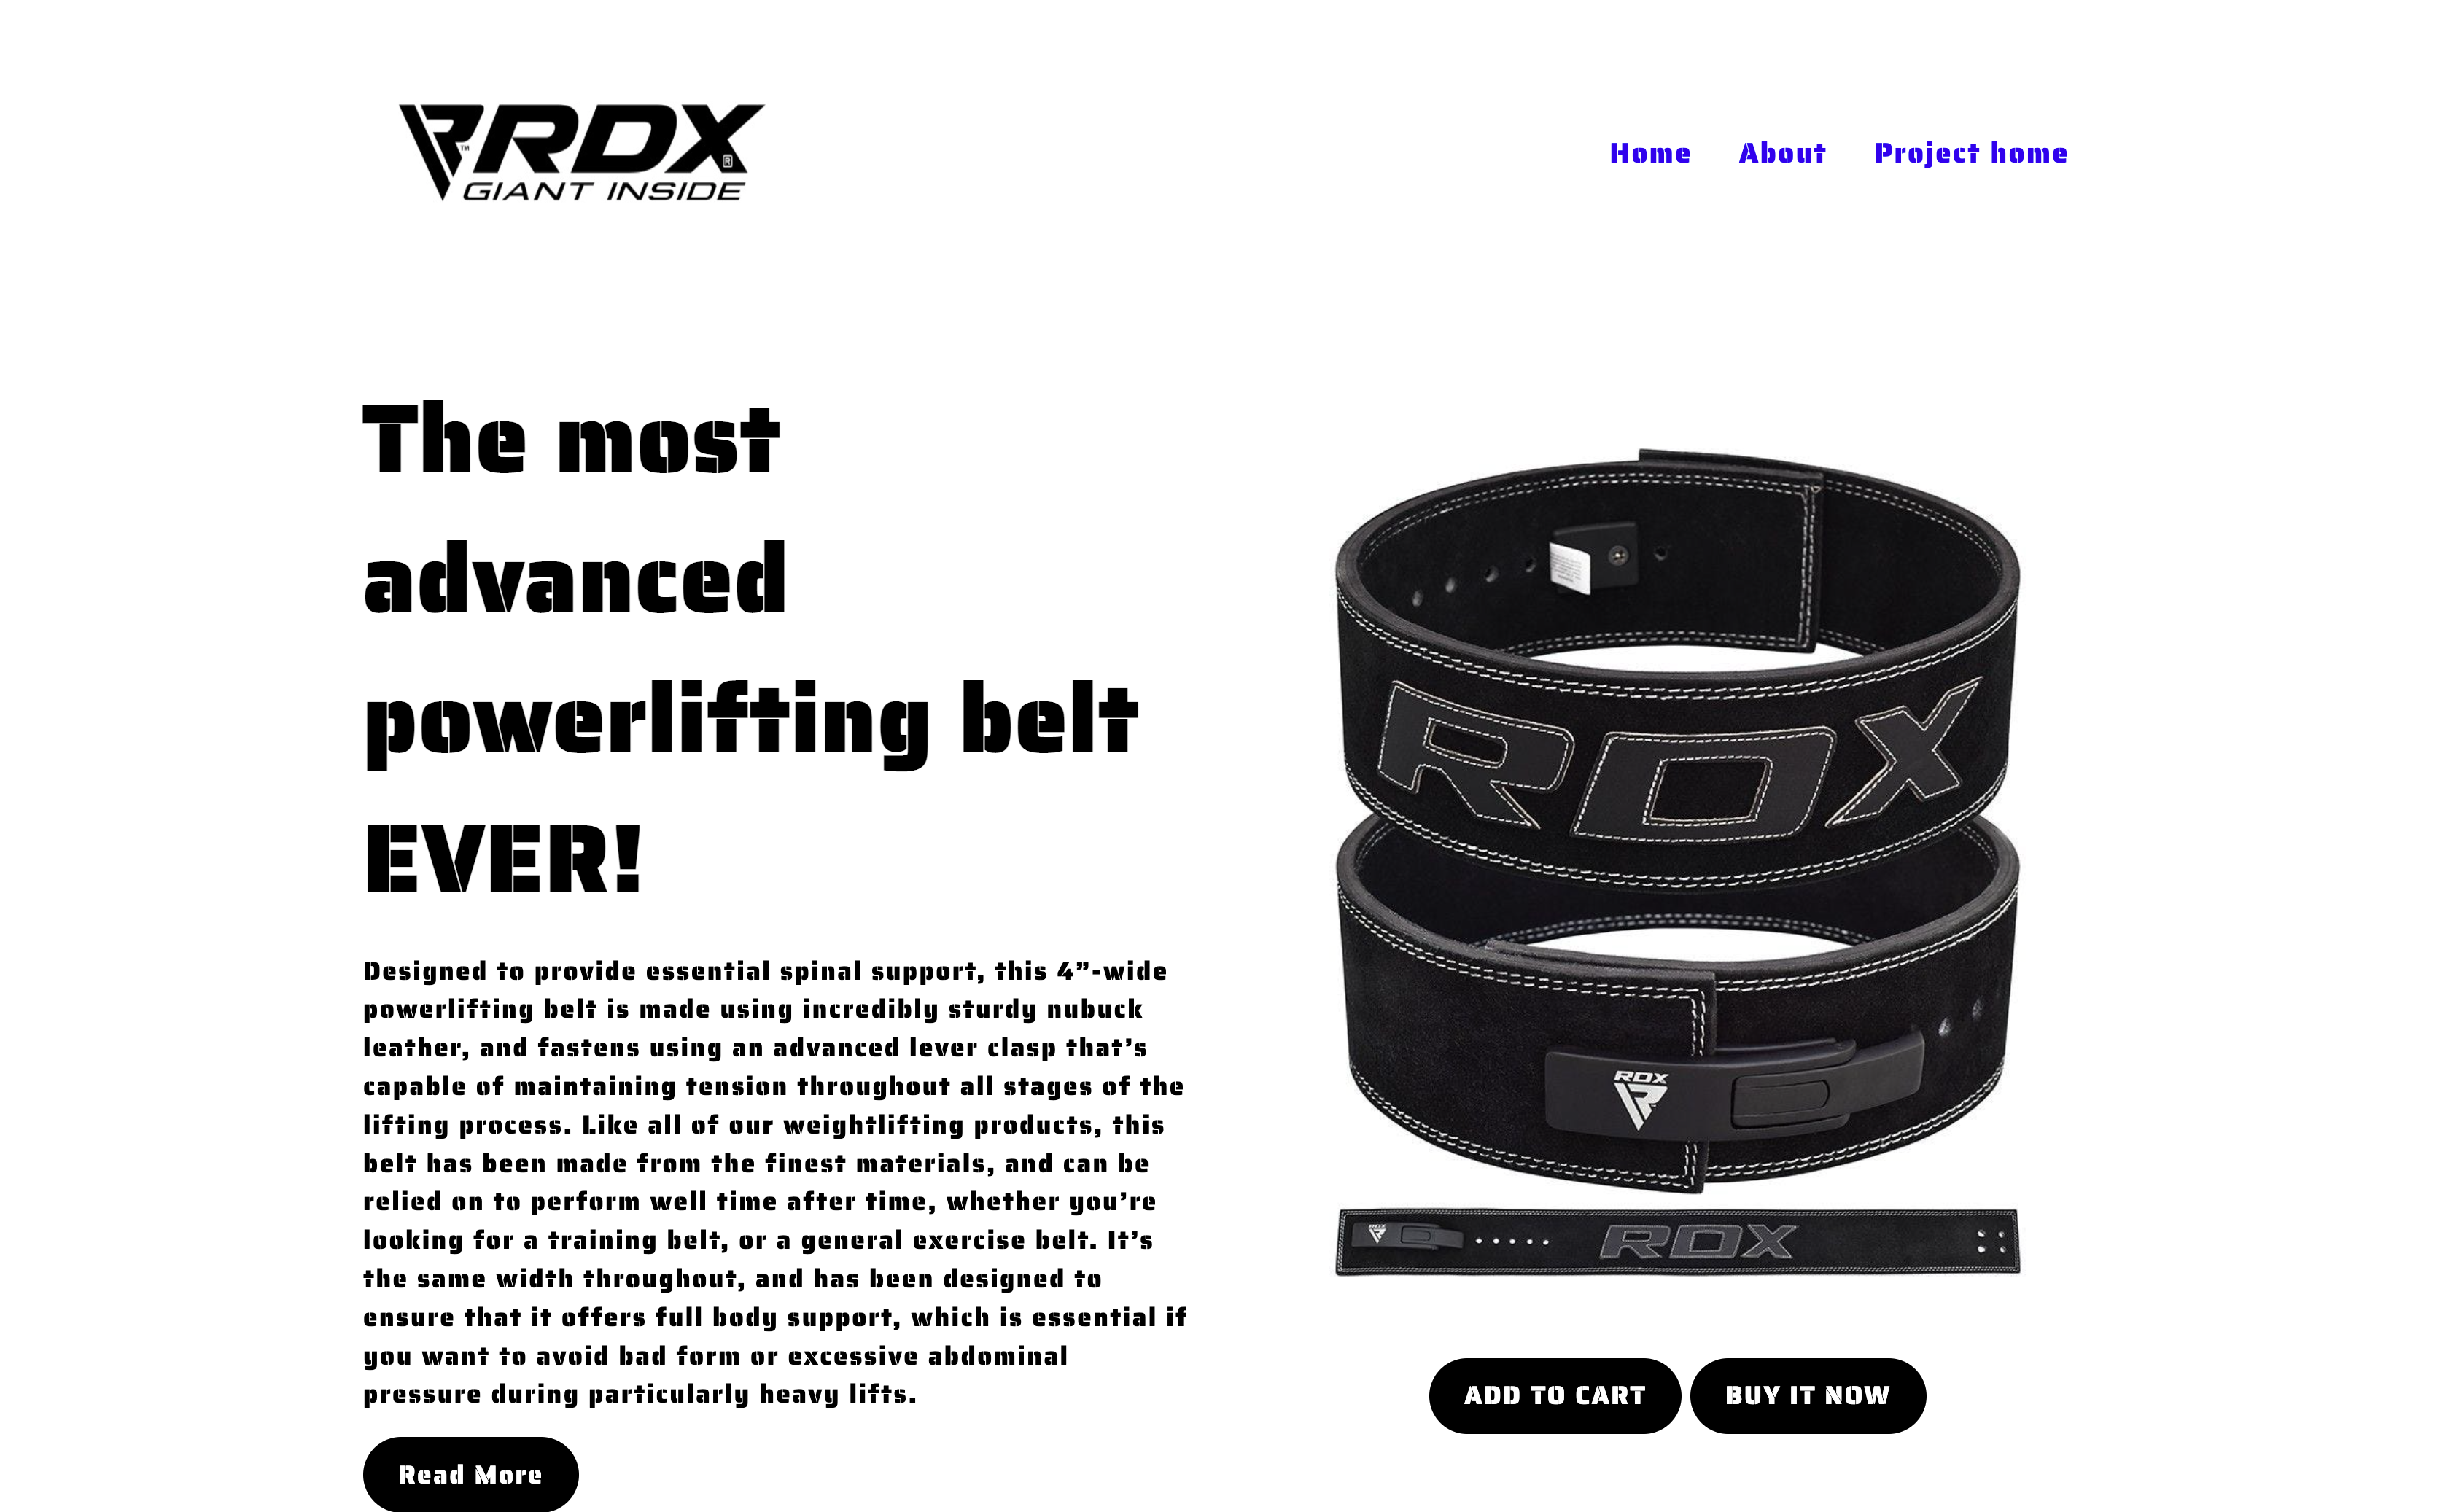 RDX
GIANT INSIDE
Home About Project home
The most
advanced
powerlifting belt
EVER!
Designed to provide essential spinal support, this 4”-wide
powerlifting belt is made using incredibly sturdy nubuck
leather, and fastens using an advanced lever clasp that’s
capable of maintaining tension throughout all stages of the
lifting process. Like all of our weightlifting products, this
belt has been made from the finest materials, and can be
relied on to perform well time after time, whether you’re
looking for a training belt, or a general exercise belt. It’s
the same width throughout, and has been designed to
ensure that it offers full body support, which is essential if
you want to avoid bad form or excessive abdominal
pressure during particularly heavy lifts.
Read More
RDX
RDX
RDX
RDX
ADD TO CART BUY IT NOW